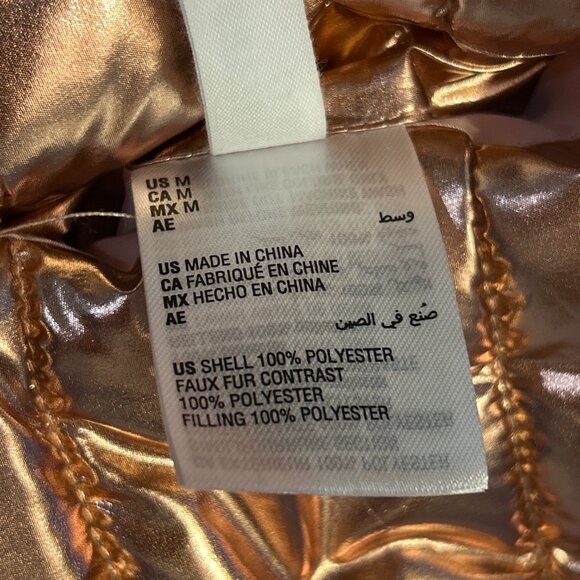 US M
CA M
MX M
AE وسط
US MADE IN CHINA
CA FABRIQUÉ EN CHINE
MX HECHO EN CHINA
AE صُنع في الصين
US SHELL 100% POLYESTER
FAUX FUR CONTRAST
100% POLYESTER
FILLING 100% POLYESTER